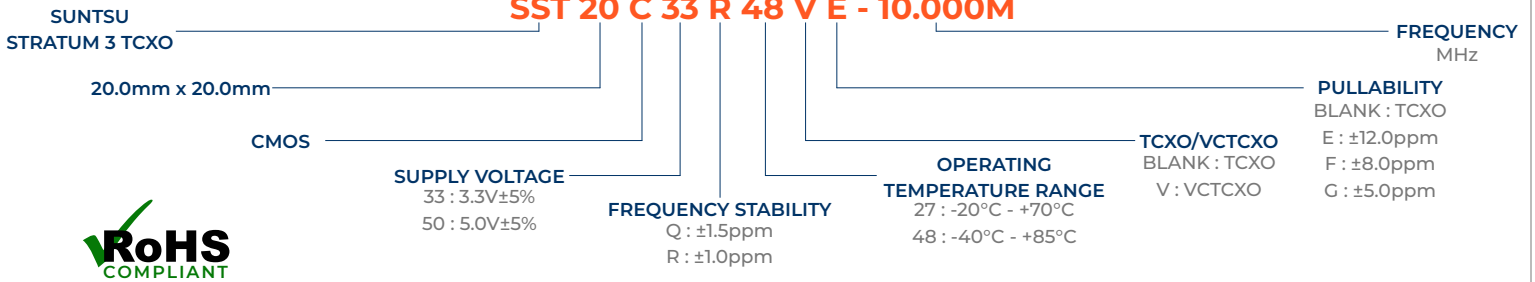 SST 20 C 33 R 48 V E - 10.000M
SUNTSU
STRATUM 3 TCXO
20.0mm x 20.0mm
CMOS
SUPPLY VOLTAGE
33 : 3.3V±5%
50 : 5.0V±5%
FREQUENCY STABILITY
Q : ±1.5ppm
R : ±1.0ppm
OPERATING
TEMPERATURE RANGE
27 : -20°C - +70°C
48 : -40°C - +85°C
TCXO/VCTCXO
BLANK : TCXO
V : VCTCXO
PULLABILITY
BLANK : TCXO
E : ±12.0ppm
F : ±8.0ppm
G : ±5.0ppm
FREQUENCY
MHz
RoHS
COMPLIANT